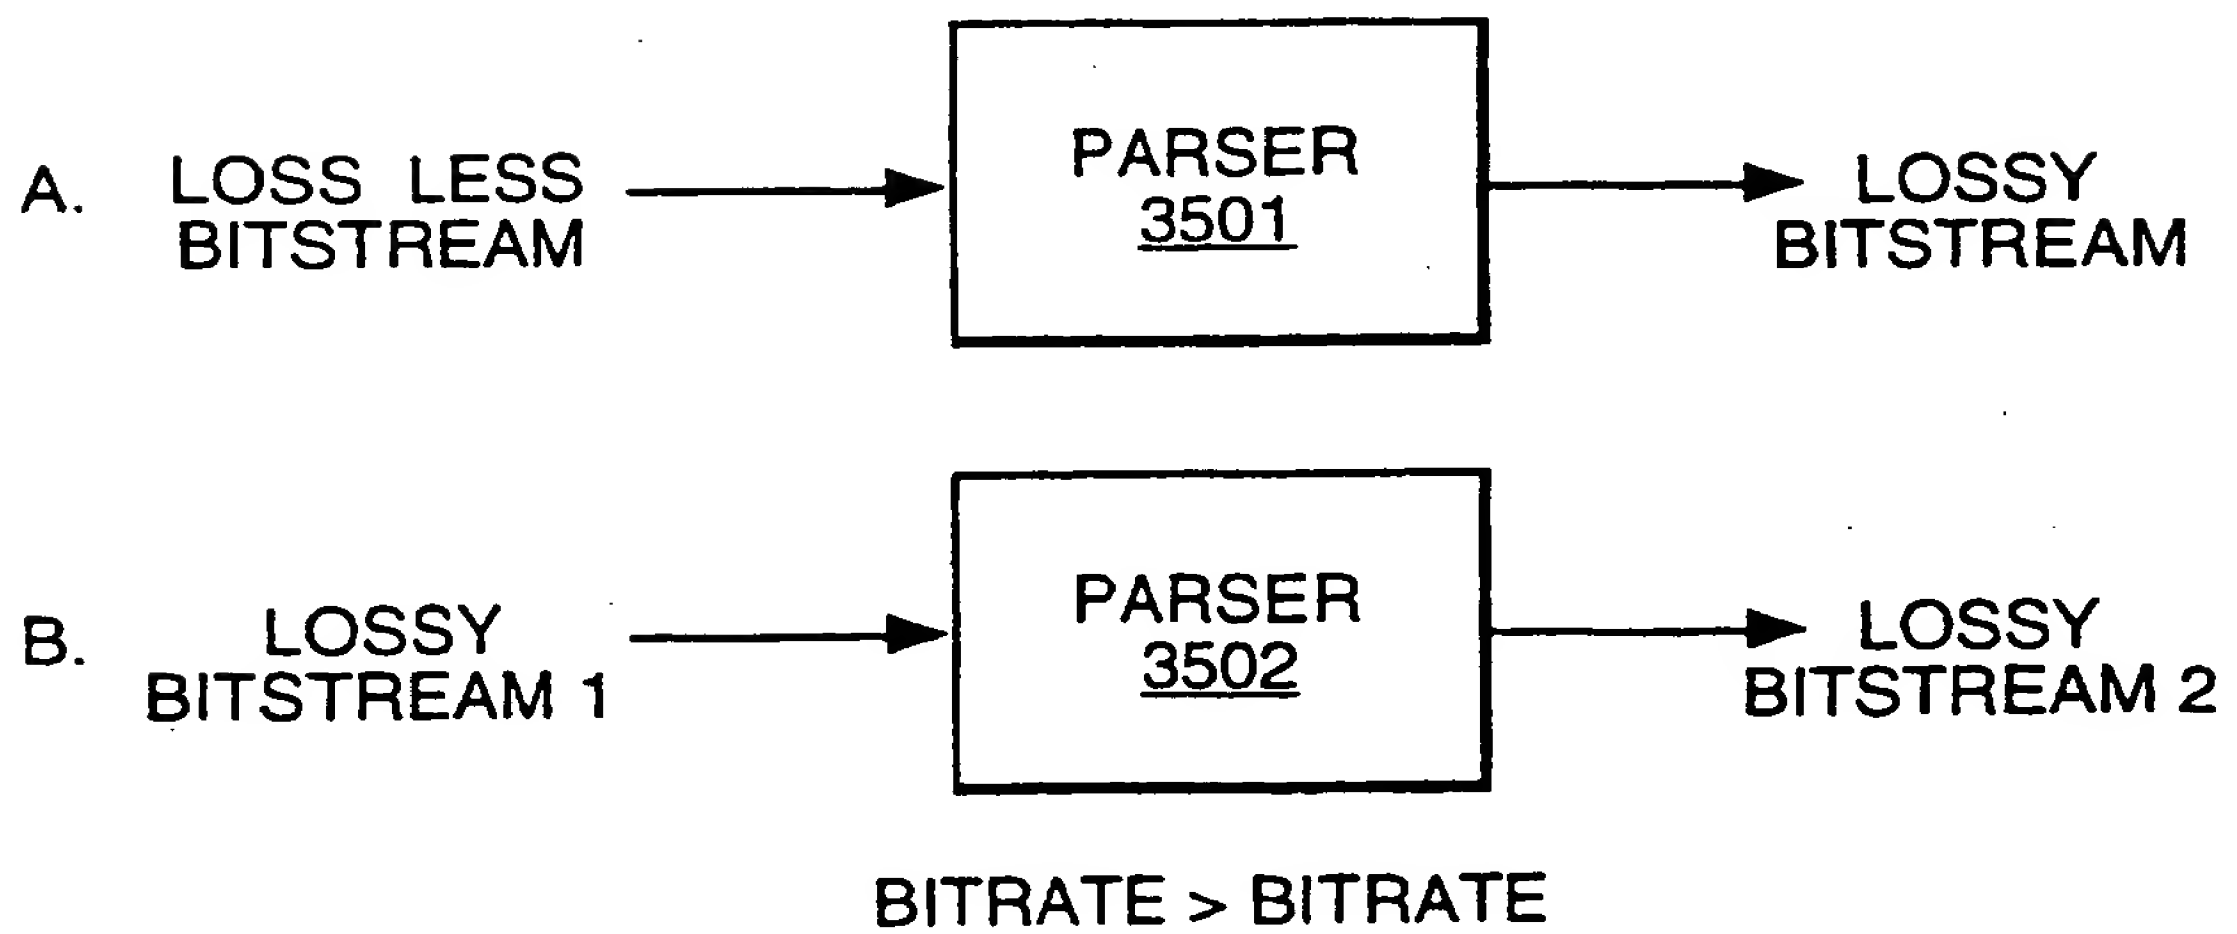 A. LOSS LESS
BITSTREAM
PARSER
3501
LOSSY
BITSTREAM
B. LOSSY
BITSTREAM 1
PARSER
3502
LOSSY
BITSTREAM 2
BITRATE > BITRATE